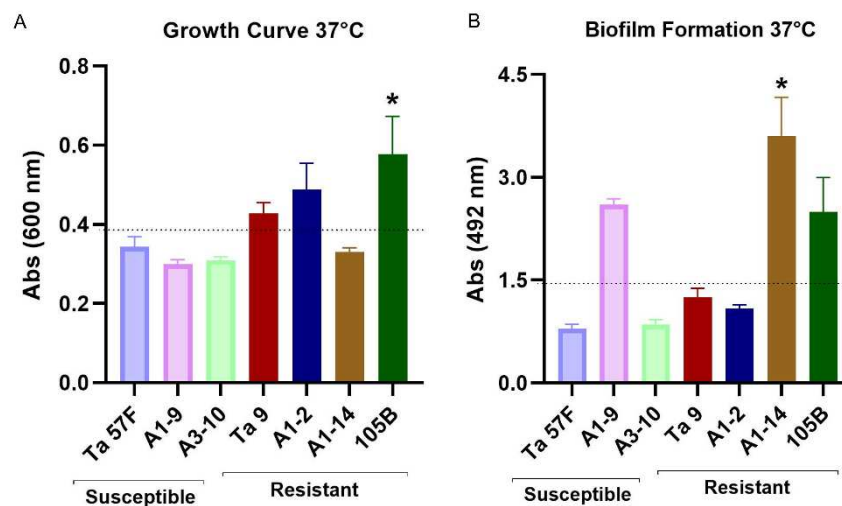 A
Growth Curve 37°C
Abs (600 nm)
0.8
0.6
0.4
0.2
0.0
*
Ta 57F
A1-9
A3-10
Ta 9
A1-2
A1-14
105B
Susceptible
Resistant
B
Biofilm Formation 37°C
Abs (492 nm)
4.5
3.0
1.5
0.0
*
Ta 57F
A1-9
A3-10
Ta 9
A1-2
A1-14
105B
Susceptible
Resistant